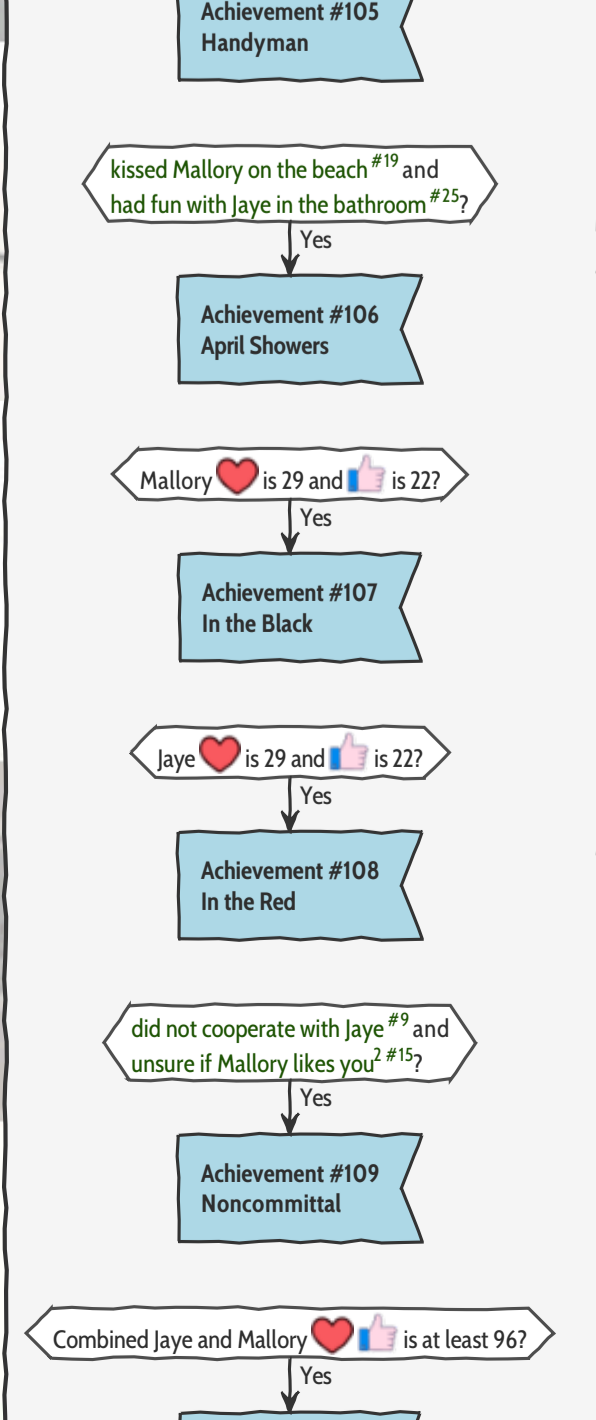 Achievement #105
Handyman
kissed Mallory on the beach #19 and
had fun with Jaye in the bathroom #25?
Yes
Achievement #106
April Showers
Mallory ❤️ is 29 and 👍 is 22?
Yes
Achievement #107
In the Black
Jaye ❤️ is 29 and 👍 is 22?
Yes
Achievement #108
In the Red
did not cooperate with Jaye #9 and
unsure if Mallory likes you2 #15?
Yes
Achievement #109
Noncommittal
Combined Jaye and Mallory ❤️ 👍 is at least 96?
Yes